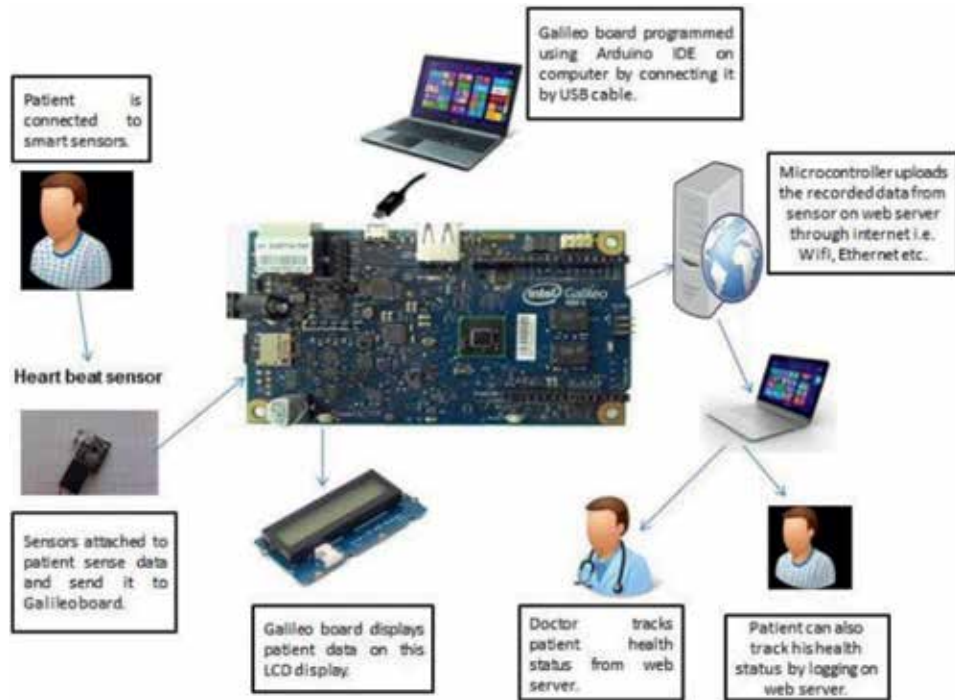 Galileo board programmed
using Arduino IDE on
computer by connecting it
by USB cable.
Patient is
connected to
smart sensors.
Microcontroller uploads
the recorded data from
sensor on web server
through internet i.e.
Wifi, Ethernet etc.
intel Galileo
Heart beat sensor
Sensors attached to
patient sense data
and send it to
Galileo board.
Galileo board displays
patient data on this
LCD display.
Doctor tracks
patient health
status from web
server.
Patient can also
track his health
status by logging on
web server.